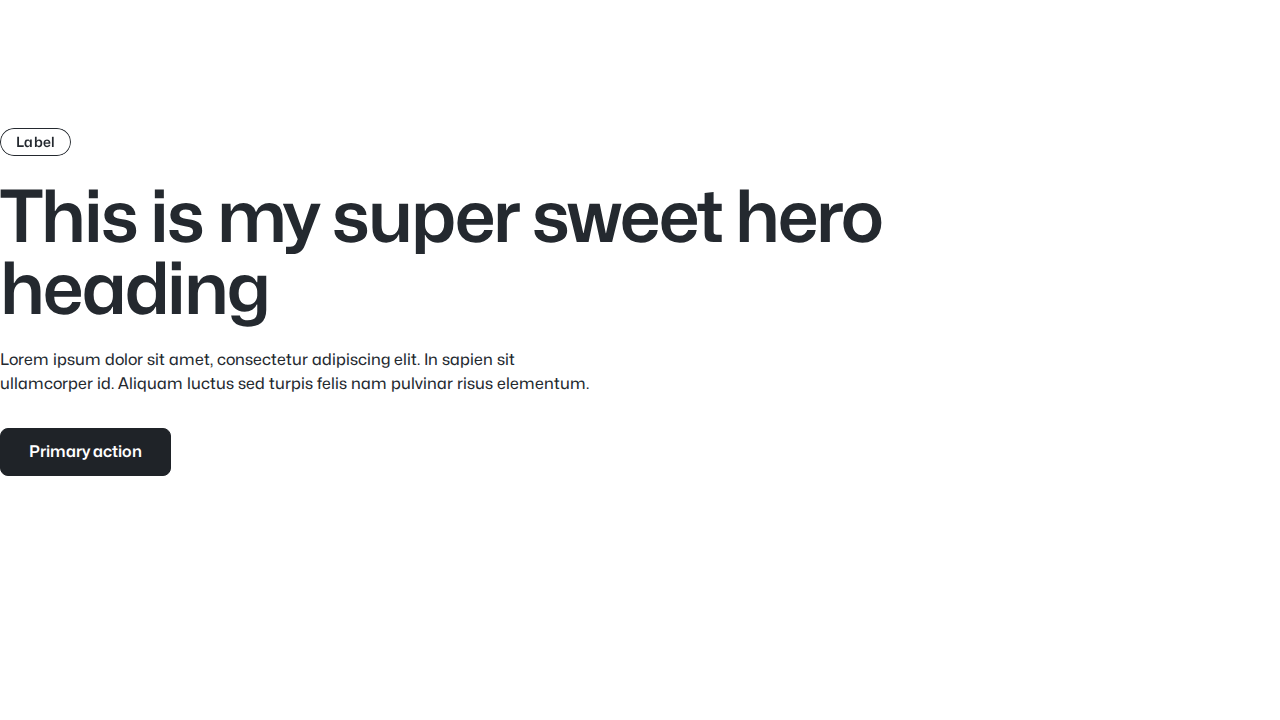 Label
This is my super sweet hero
heading
Lorem ipsum dolor sit amet, consectetur adipiscing elit. In sapien sit
ullamcorper id. Aliquam luctus sed turpis felis nam pulvinar risus elementum.
Primary action